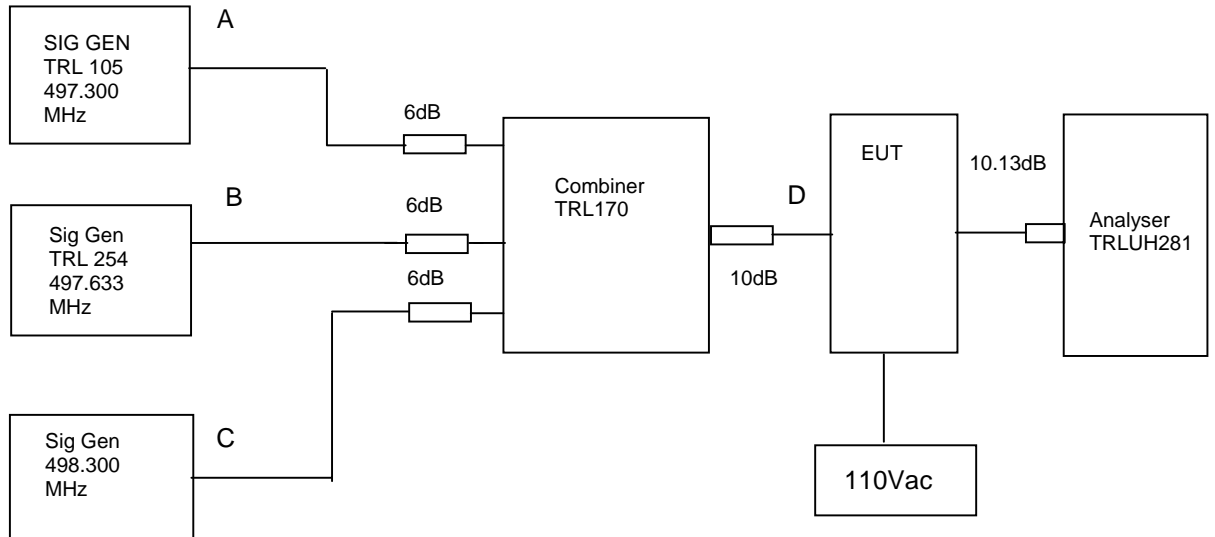 A
SIG GEN
TRL 105
497.300
MHz
6dB
B
Sig Gen
TRL 254
497.633
MHz
6dB
6dB
C
Sig Gen
498.300
MHz
Combiner
TRL170
10dB
D
EUT
10.13dB
Analyser
TRLUH281
110Vac